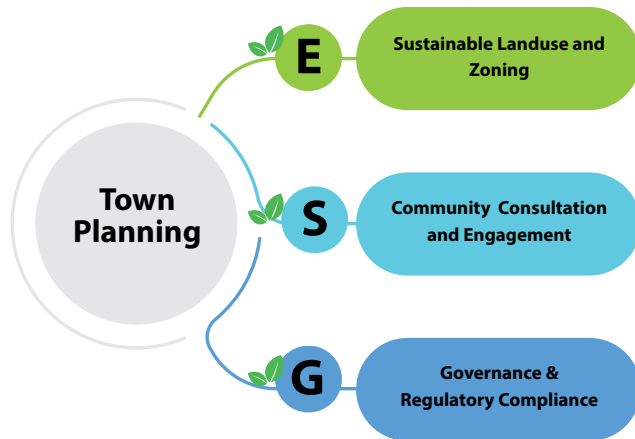 Town
Planning
E
Sustainable Landuse and
Zoning
S
Community Consultation
and Engagement
G
Governance &
Regulatory Compliance